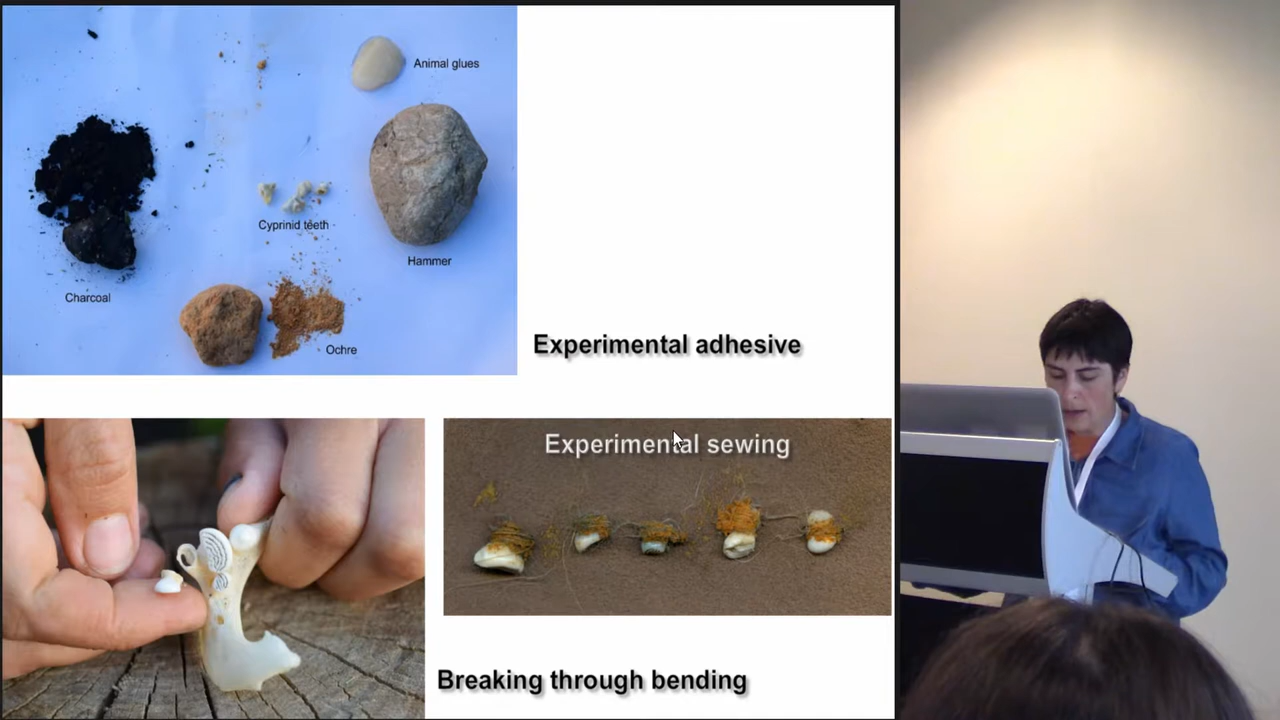 Animal glues
Cyprinid teeth
Hammer
Charcoal
Ochre
Experimental adhesive
Experimental sewing
Breaking through bending